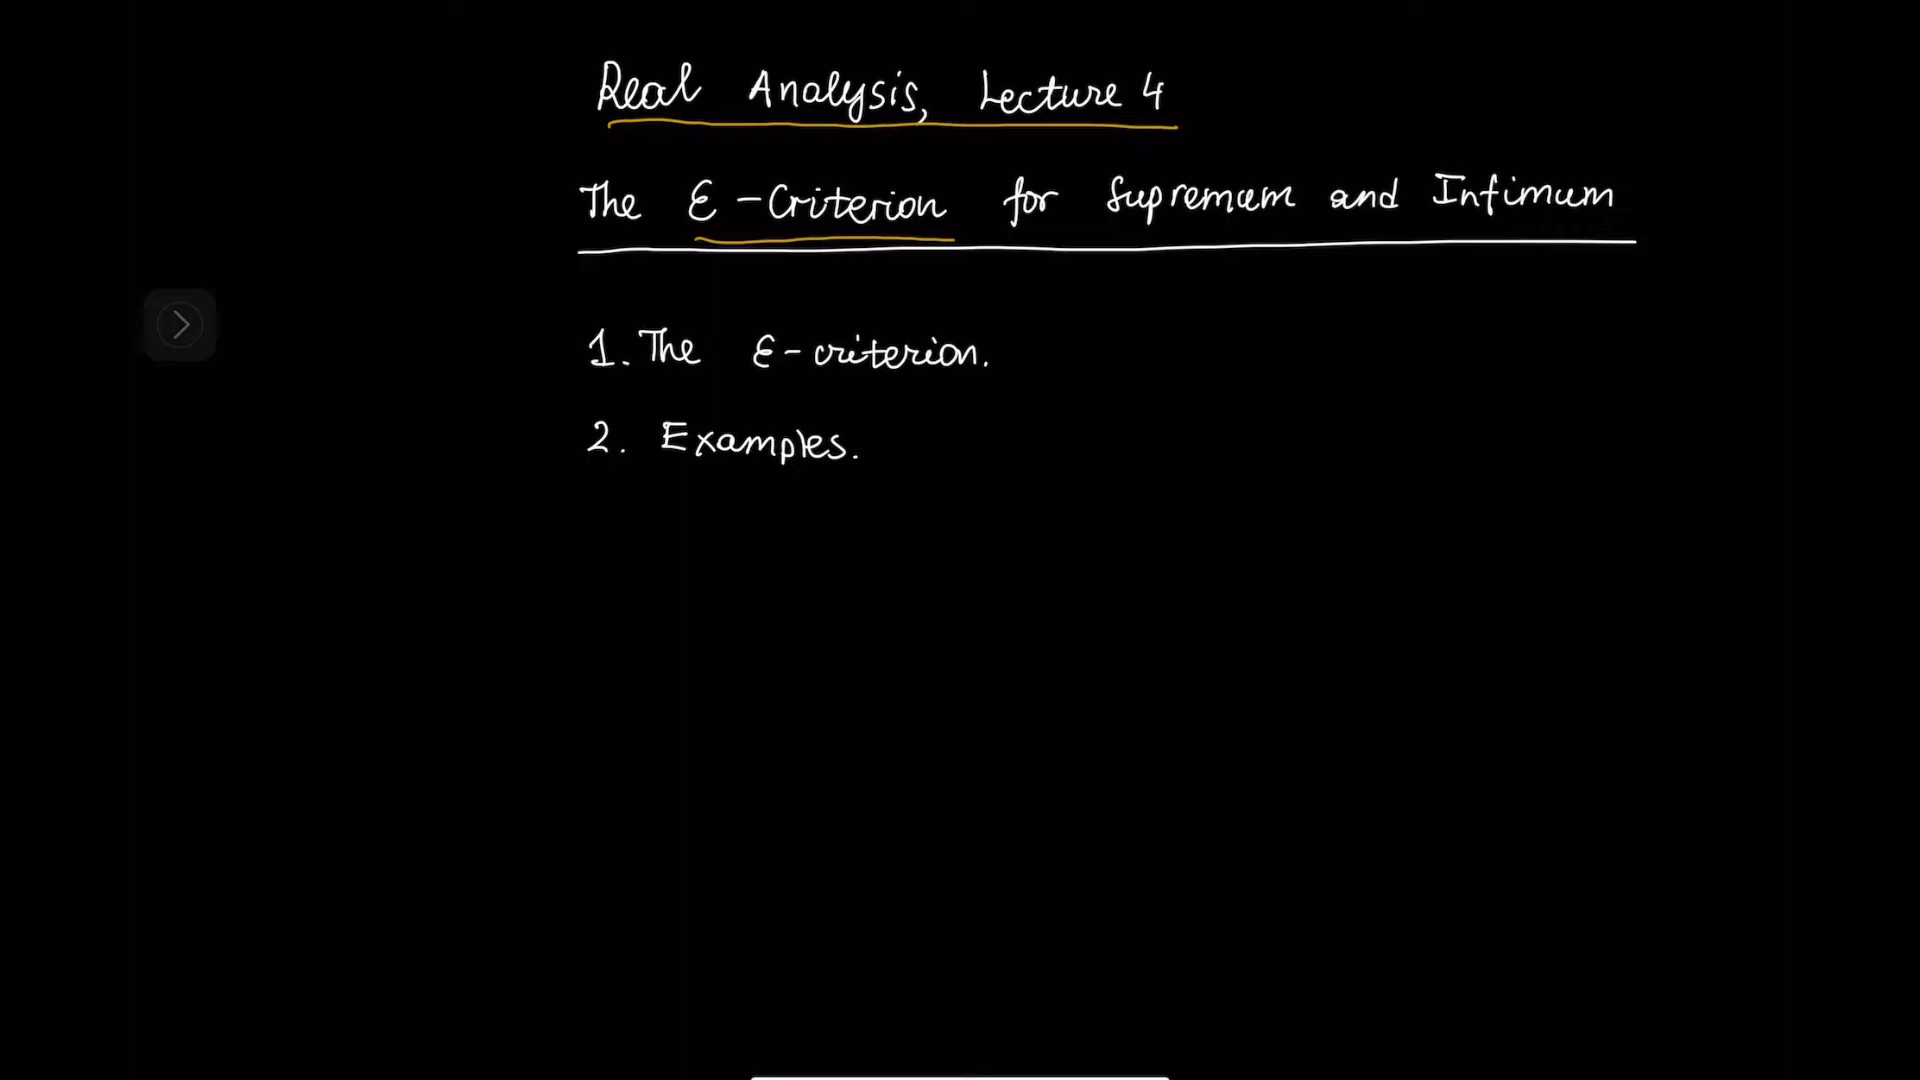 Real Analysis, Lecture 4
The ε-Criterion for Supremum and Infimum
1. The ε-criterion.
2. Examples.